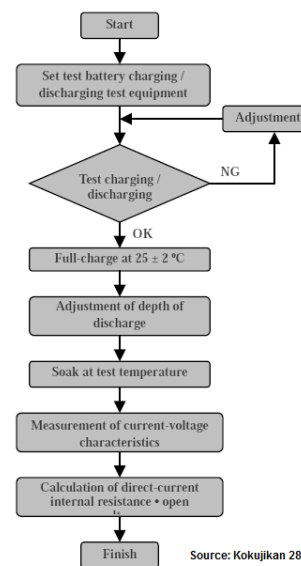 Start
Set test battery charging /
discharging test equipment
Adjustment
Test charging /
discharging
NG
OK
Full-charge at 25 ± 2 °C
Adjustment of depth of
discharge
Soak at test temperature
Measurement of current-voltage
characteristics
Calculation of direct-current
internal resistance • open
Finish
Source: Kokujikan 28